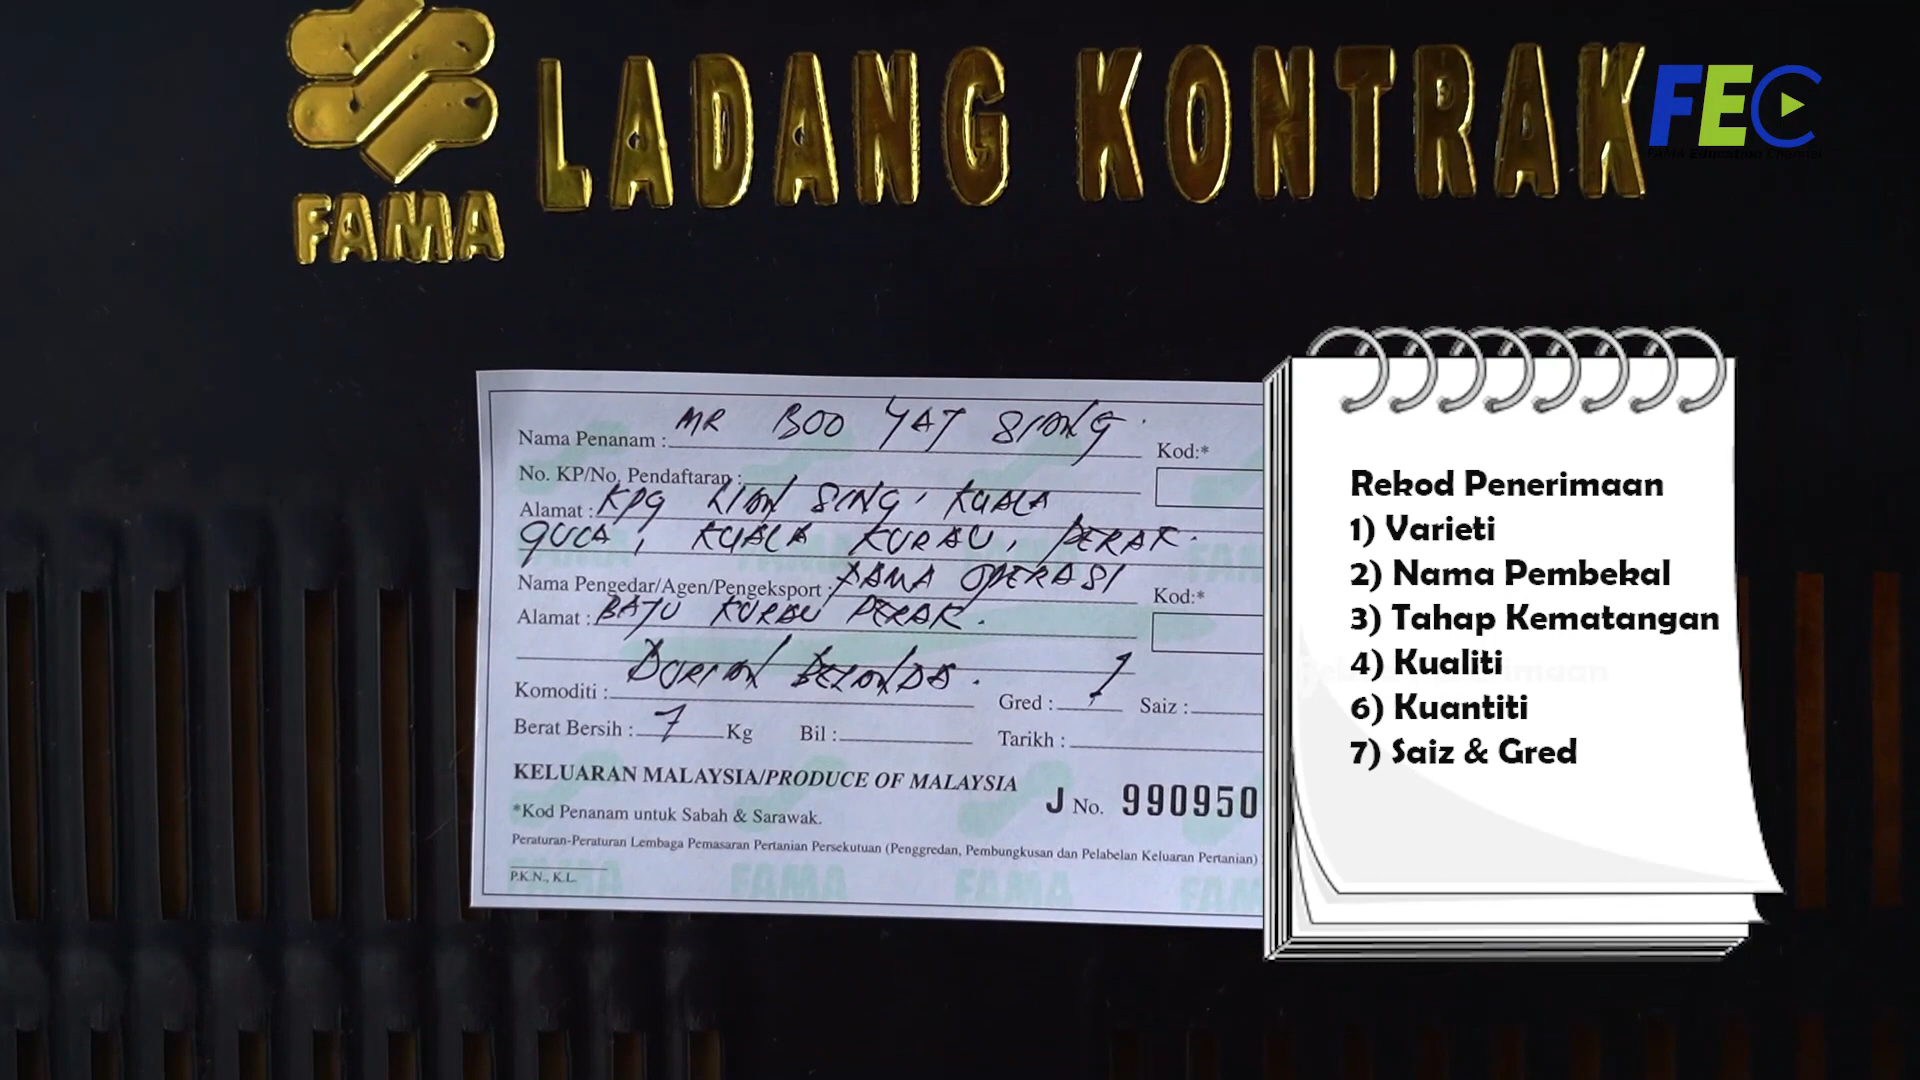 FAMA
LADANG KONTRAK
FEC
Nama Penanam : MR BOO YAT SIONG.
Kod:*
No. KP/No. Pendaftaran :
Alamat : KPG LION SING, KUALA
GULA, KUALA KURAU, PERAK.
Nama Pengedar/Agen/Pengeksport : FAMA OPERASI
Kod:*
Alamat : BATU KURAU PERAK.
Komoditi : DURIAN BELANDA. Gred : 1 Saiz :
Berat Bersih : 7 Kg Bil : Tarikh :
KELUARAN MALAYSIA/PRODUCE OF MALAYSIA
J No. 990950
*Kod Penanam untuk Sabah & Sarawak.
Peraturan-Peraturan Lembaga Pemasaran Pertanian Persekutuan (Penggredan, Pembungkusan dan Pelabelan Keluaran Pertanian)
P.K.N., K.L.
Rekod Penerimaan
1) Varieti
2) Nama Pembekal
3) Tahap Kematangan
4) Kualiti
6) Kuantiti
7) Saiz & Gred